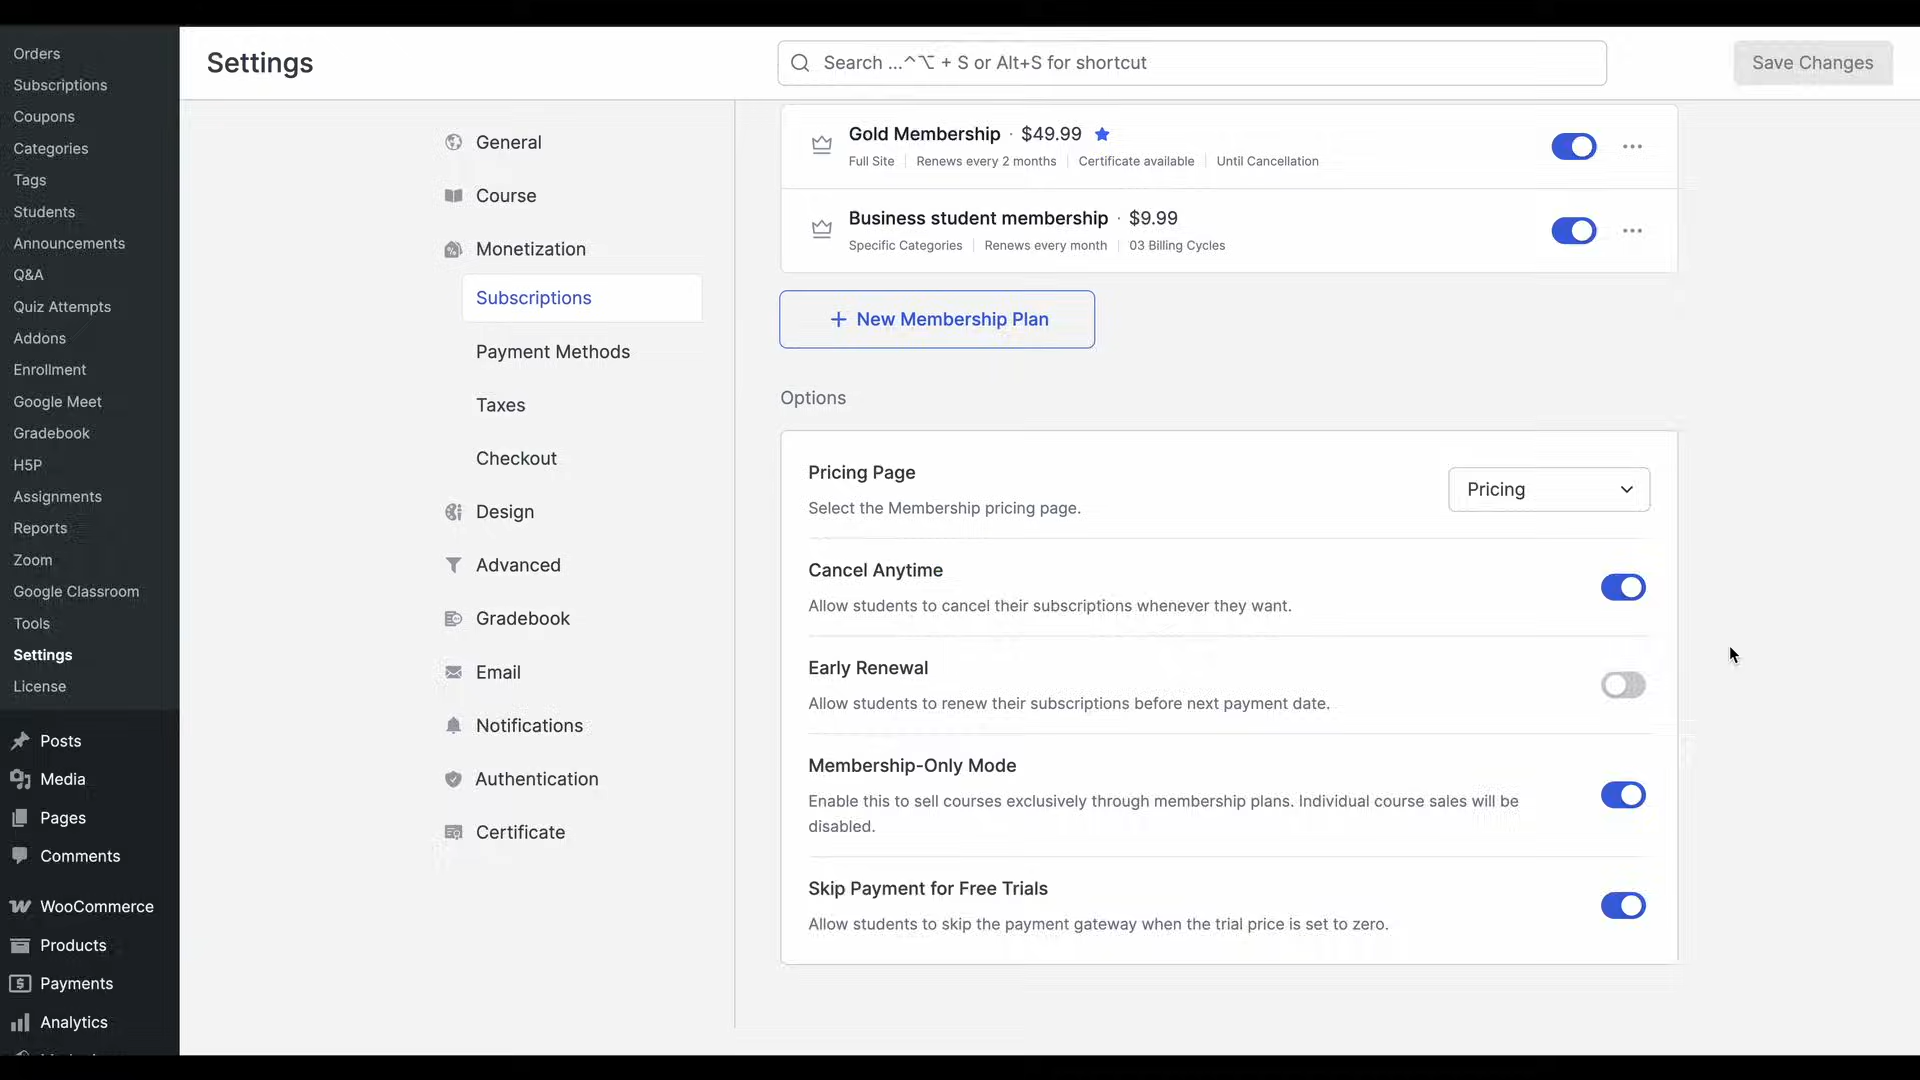 Orders
Subscriptions
Coupons
Categories
Tags
Students
Announcements
Q&A
Quiz Attempts
Addons
Enrollment
Google Meet
Gradebook
H5P
Assignments
Reports
Zoom
Google Classroom
Tools
Settings
License
Posts
Media
Pages
Comments
WooCommerce
Products
Payments
Analytics
Settings
Search ...^⌥ + S or Alt+S for shortcut
Save Changes
General
Course
Monetization
Subscriptions
Payment Methods
Taxes
Checkout
Design
Advanced
Gradebook
Email
Notifications
Authentication
Certificate
Gold Membership · $49.99
Full Site | Renews every 2 months | Certificate available | Until Cancellation
Business student membership · $9.99
Specific Categories | Renews every month | 03 Billing Cycles
+ New Membership Plan
Options
Pricing Page
Select the Membership pricing page.
Pricing
Cancel Anytime
Allow students to cancel their subscriptions whenever they want.
Early Renewal
Allow students to renew their subscriptions before next payment date.
Membership-Only Mode
Enable this to sell courses exclusively through membership plans. Individual course sales will be
disabled.
Skip Payment for Free Trials
Allow students to skip the payment gateway when the trial price is set to zero.